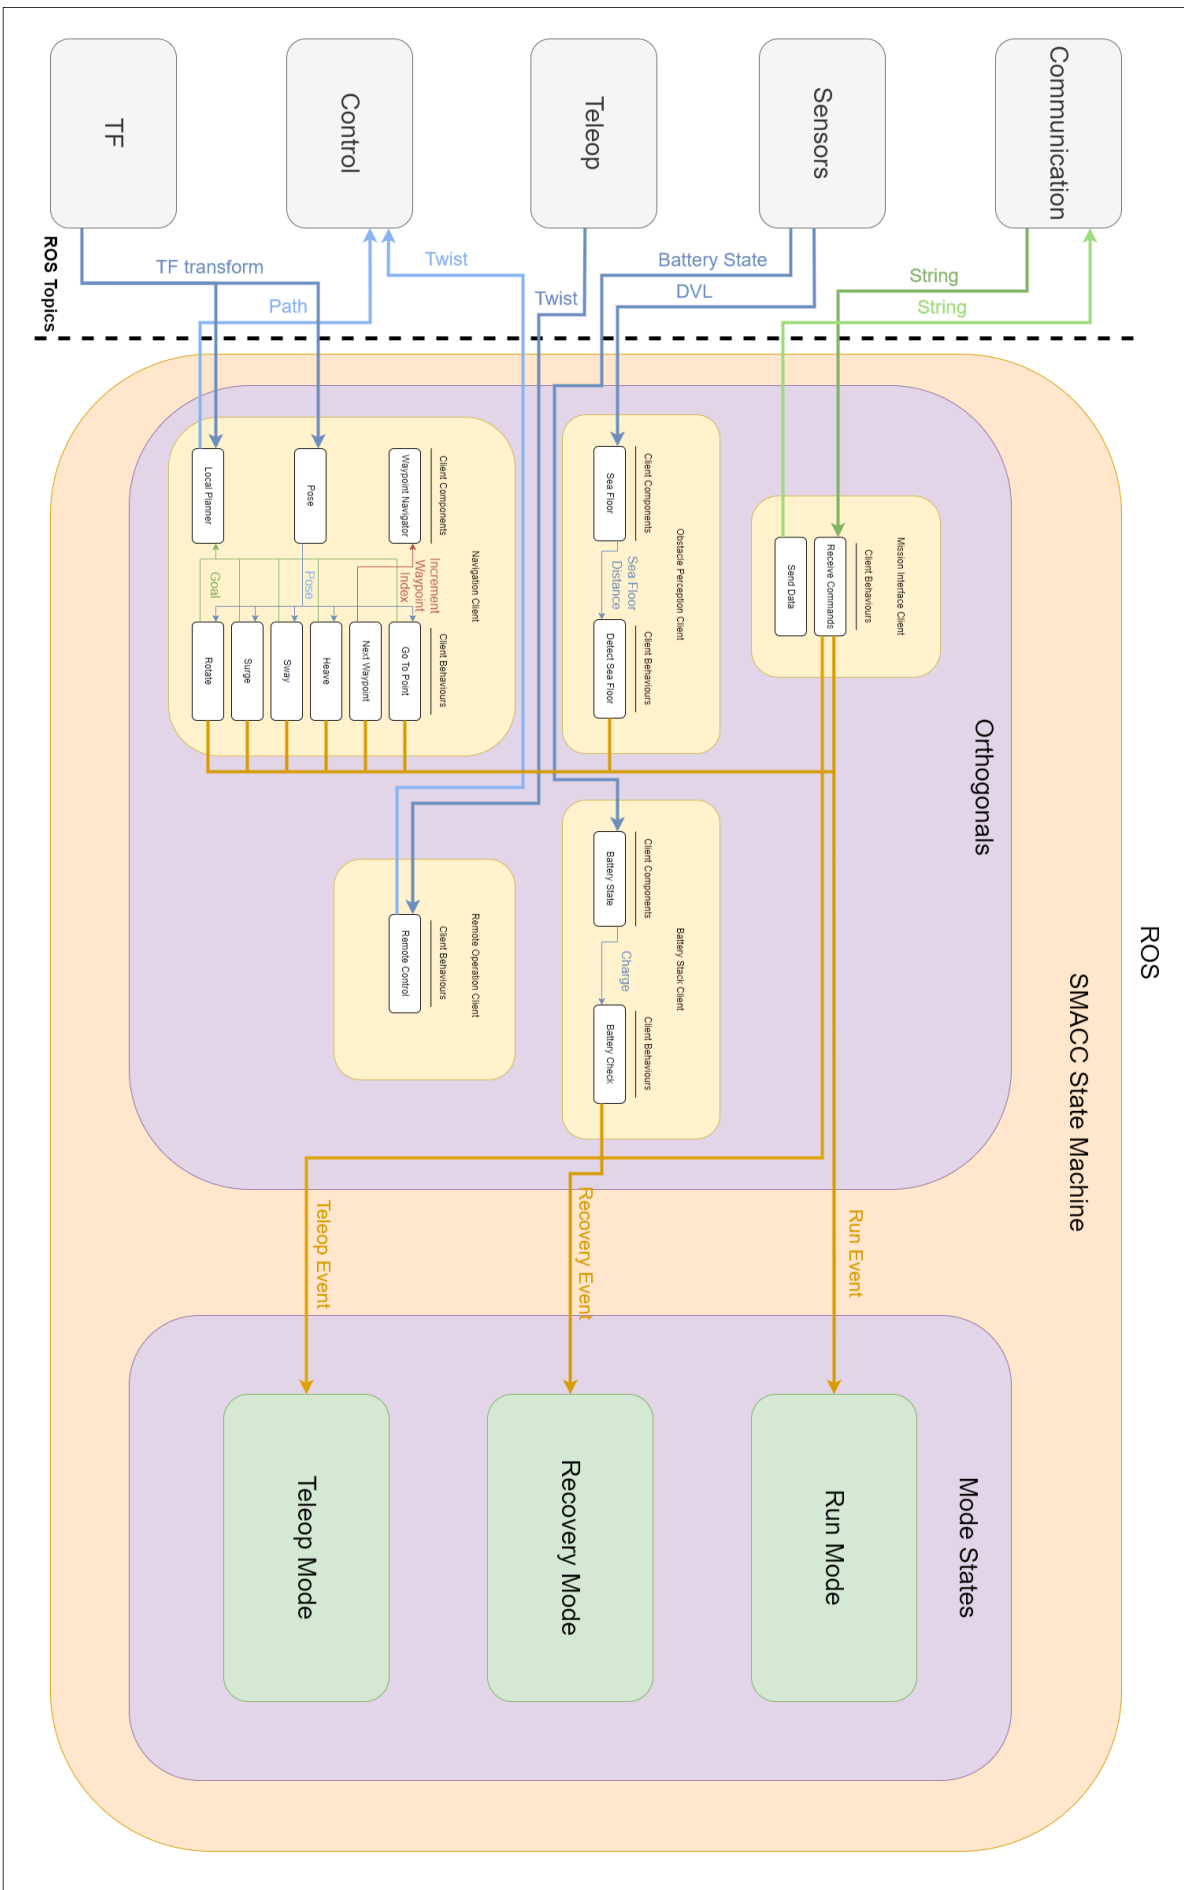 ROS
SMACC State Machine
Communication
Sensors
Teleop
Control
TF
ROS Topics
String
String
Battery State
DVL
Twist
Twist
TF transform
Path
Orthogonals
Mission Interface Client
Client Behaviours
Receive Commands
Send Data
Obstacle Perception Client
Client Components
Sea Floor
Sea Floor
Distance
Client Behaviours
Detect Sea Floor
Battery Stack Client
Client Components
Battery State
Charge
Client Behaviours
Battery Check
Navigation Client
Client Components
Waypoint Navigator
Pose
Local Planner
Increment
Waypoint
Index
Pose
Goal
Client Behaviours
Go To Point
Next Waypoint
Heave
Sway
Surge
Rotate
Remote Operation Client
Client Behaviours
Remote Control
Run Event
Recovery Event
Teleop Event
Mode States
Run Mode
Recovery Mode
Teleop Mode